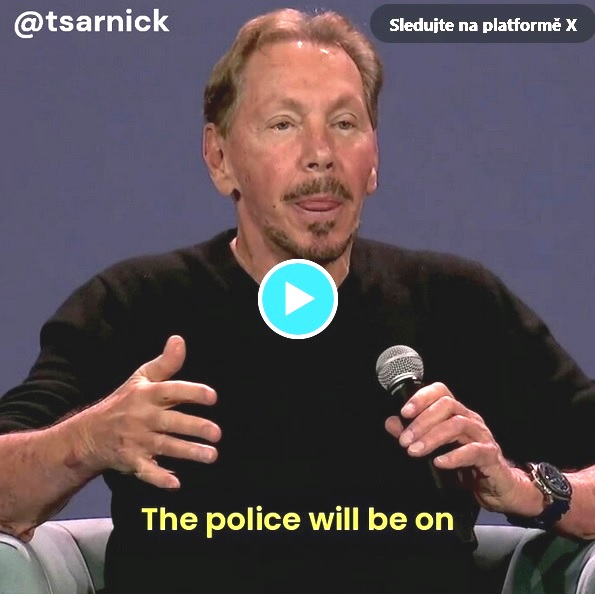 @tsarnick
Sledujte na platformě X
The police will be on